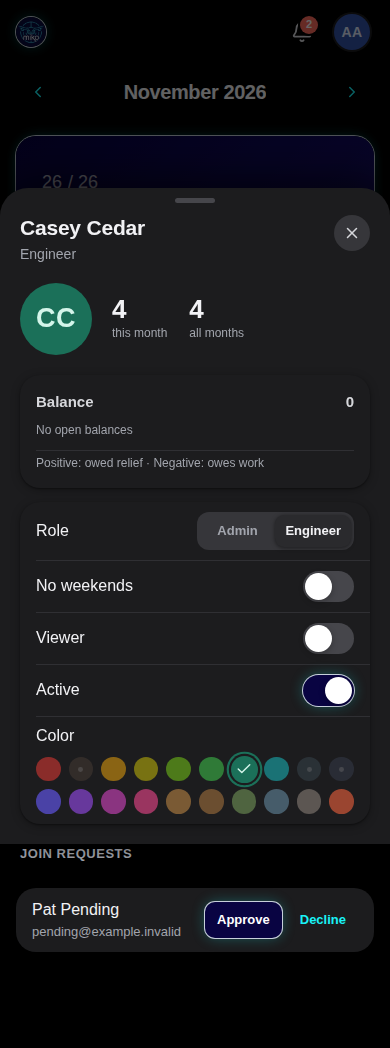 mixo
2
AA
November 2026
26 / 26
Casey Cedar
Engineer
CC
4
this month
4
all months
Balance
0
No open balances
Positive: owed relief · Negative: owes work
Role
Admin
Engineer
No weekends
Viewer
Active
Color
JOIN REQUESTS
Pat Pending
pending@example.invalid
Approve
Decline